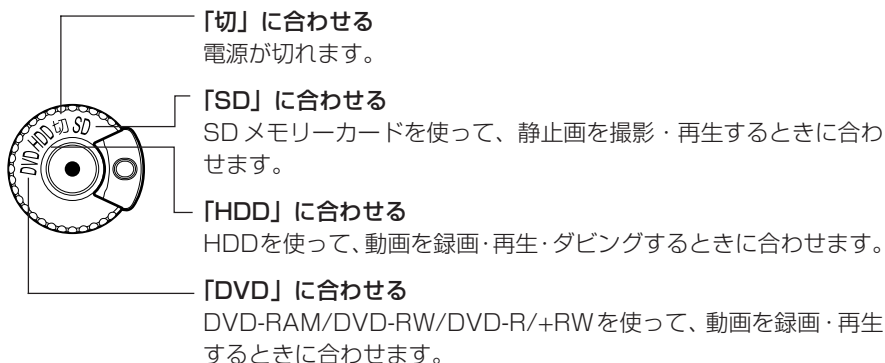 「切」に合わせる
電源が切れます。
「SD」に合わせる
SDメモリーカードを使って、静止画を撮影・再生するときに合わ
せます。
「HDD」に合わせる
HDDを使って、動画を録画・再生・ダビングするときに合わせます。
「DVD」に合わせる
DVD-RAM/DVD-RW/DVD-R/+RWを使って、動画を録画・再生
するときに合わせます。
DVD HDD 切 SD